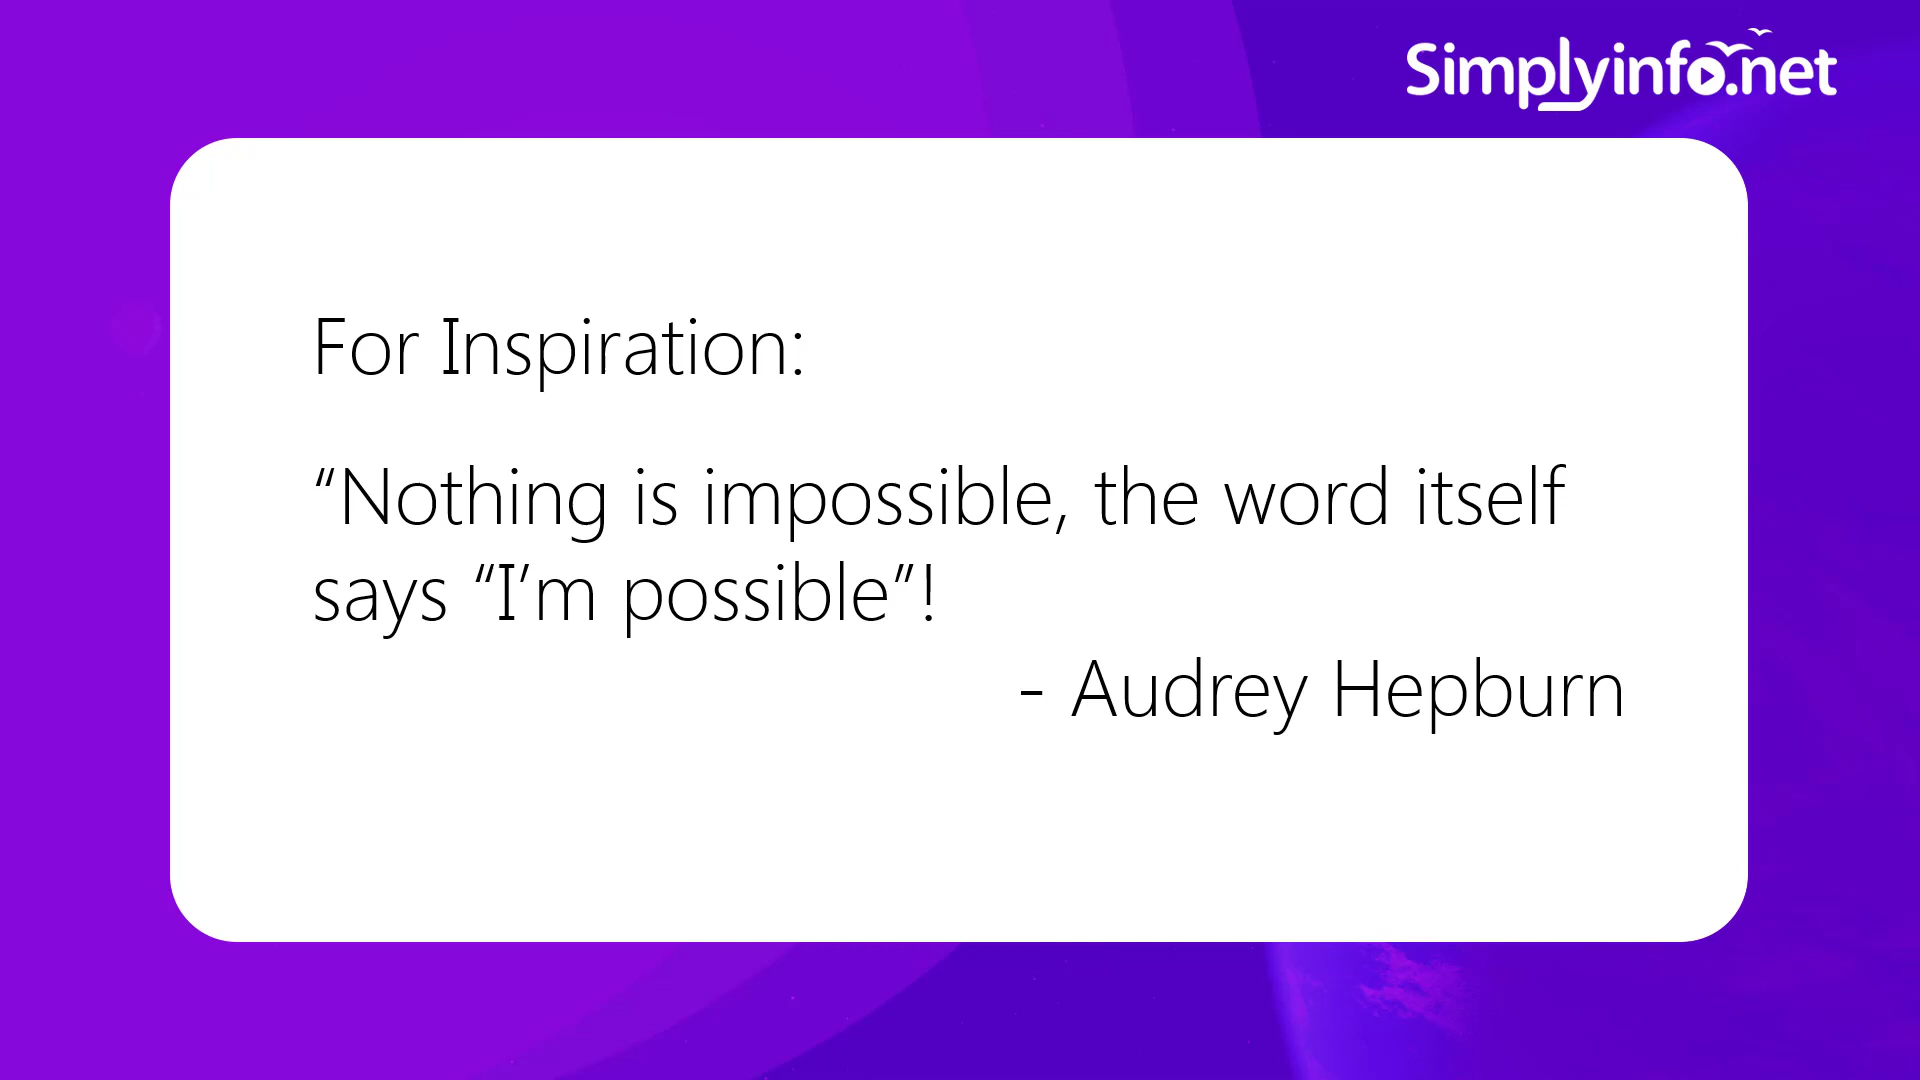 Simplyinfo.net
For Inspiration:
“Nothing is impossible, the word itself
says “I’m possible”!
- Audrey Hepburn